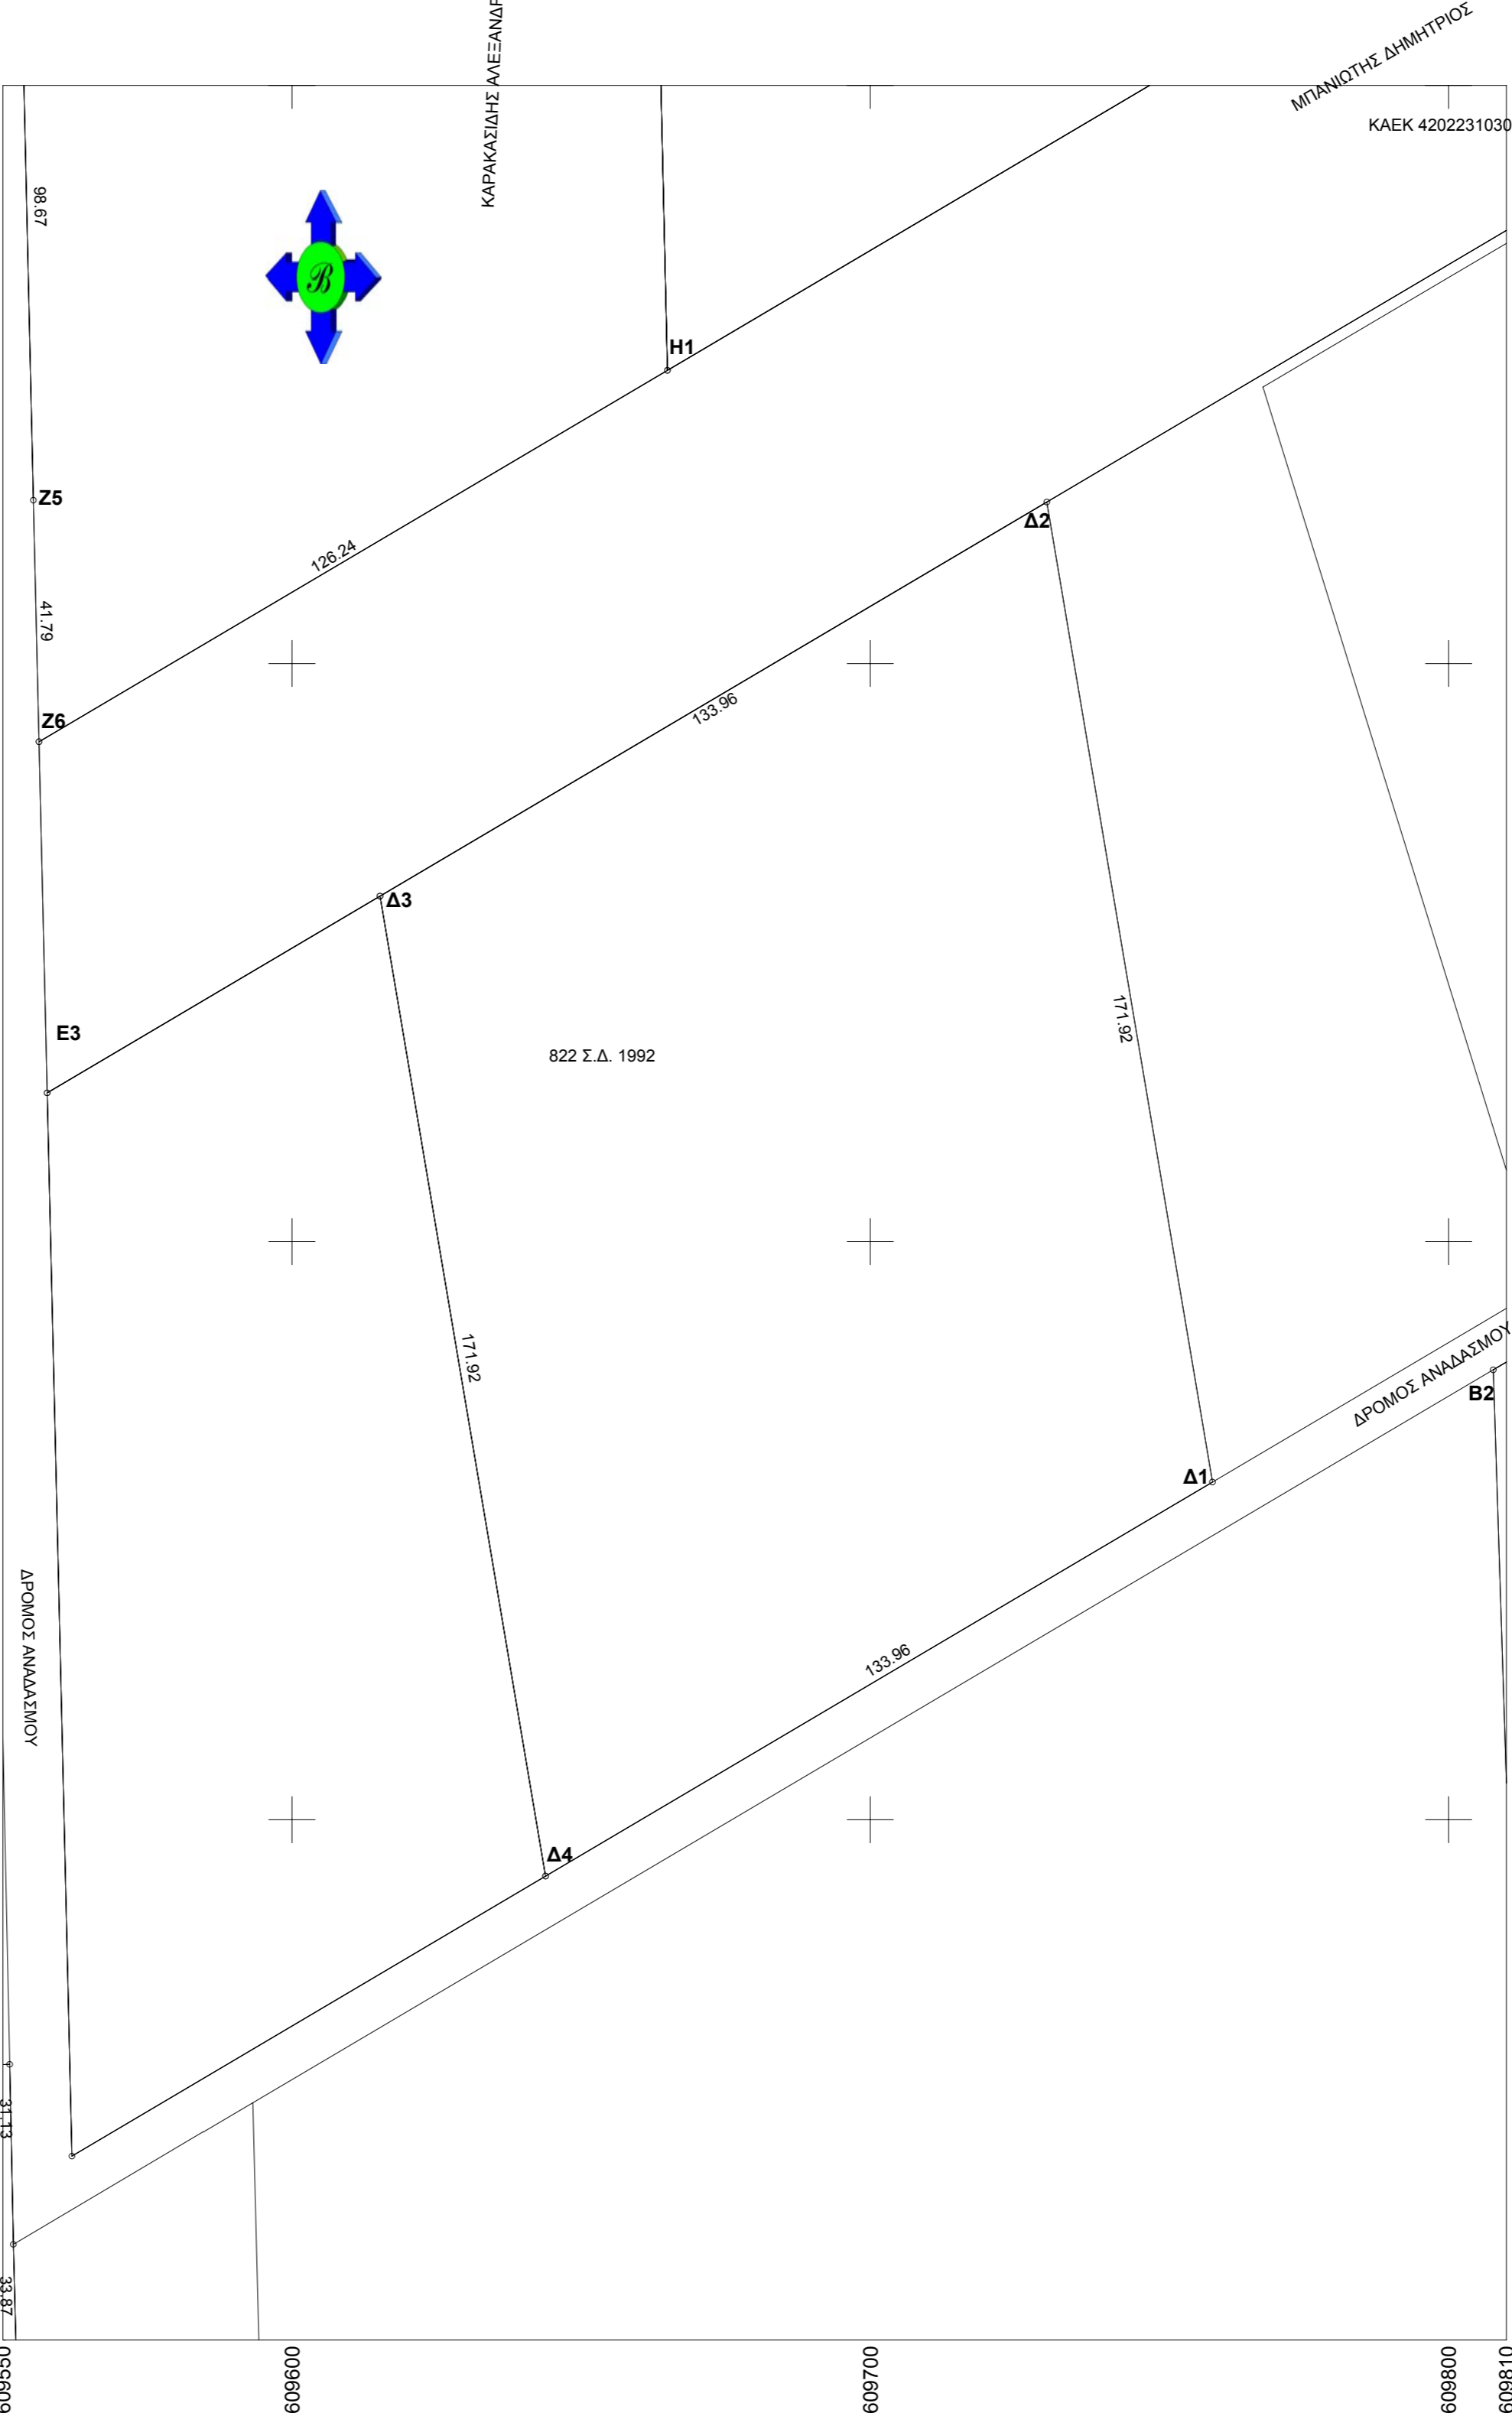 ΚΑΡΑΚΑΣΙΔΗΣ
ΜΠΑΝΙΩΤΗΣ ΔΗΜΗΤΡΙΟΣ
ΚΑΕΚ 4202231030
98.67
B
H1
Z5
Δ2
126.24
41.79
133.96
Z6
Δ3
171.92
E3
822 Σ.Δ. 1992
171.92
ΔΡΟΜΟΣ ΑΝΑΔΑΣΜΟΥ
B2
Δ1
ΔΡΟΜΟΣ ΑΝΑΔΑΣΜΟΥ
133.96
Δ4
31.13
33.87
609550
609600
609700
609800
609810